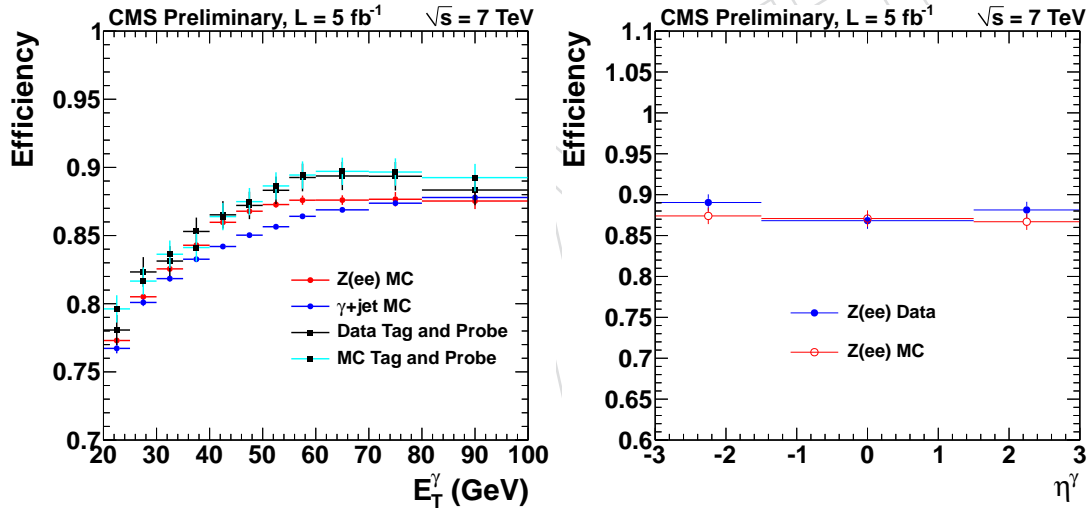 CMS Preliminary, L = 5 fb⁻¹ √s = 7 TeV
Efficiency
1
0.95
0.9
0.85
0.8
0.75
0.7
Z(ee) MC
γ+jet MC
Data Tag and Probe
MC Tag and Probe
20 30 40 50 60 70 80 90 100
E_T^γ (GeV)
CMS Preliminary, L = 5 fb⁻¹ √s = 7 TeV
Efficiency
1.1
1.05
1
0.95
0.9
0.85
0.8
0.75
0.7
0.65
0.6
Z(ee) Data
Z(ee) MC
-3 -2 -1 0 1 2 3
η^γ